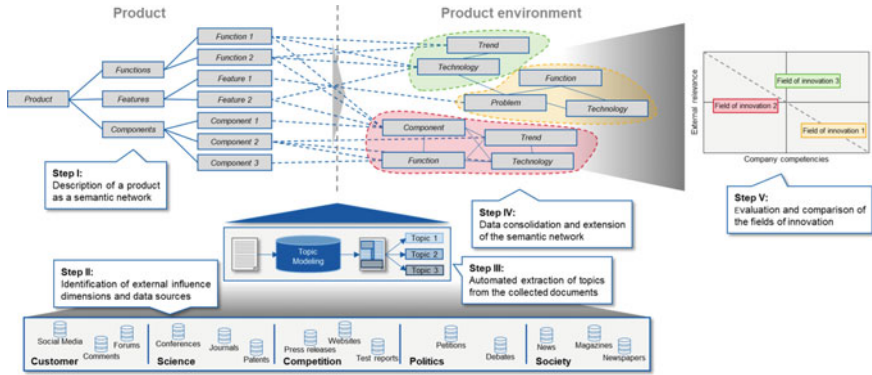 Product
Product environment
Product
Functions
Features
Components
Function 1
Function 2
Feature 1
Feature 2
Component 1
Component 2
Component 3
Trend
Technology
Function
Problem
Technology
Component
Trend
Function
Technology
External relevance
Field of innovation 3
Field of innovation 2
Field of innovation 1
Company competencies
Step I:
Description of a product
as a semantic network
Step IV:
Data consolidation and extension
of the semantic network
Step V:
Evaluation and comparison of
the fields of innovation
Topic
Modeling
Topic 1
Topic 2
Topic 3
Step II:
Identification of external influence
dimensions and data sources
Step III:
Automated extraction of topics
from the collected documents
Social Media
Comments
Forums
Customer
Conferences
Journals
Patents
Science
Press releases
Websites
Test reports
Competition
Petitions
Debates
Politics
News
Magazines
Newspapers
Society